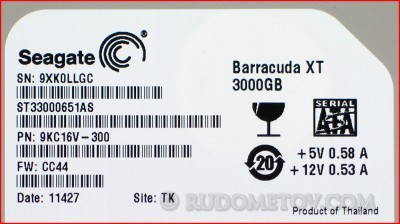 Seagate
SN: 9XK0LLGC
ST33000651AS
PN: 9KC16V-300
FW: CC44
Date: 11427 Site: TK
Barracuda XT
3000GB
SERIAL
ATA
20
+5V 0.58 A
+12V 0.53 A
Product of Thailand
© RUDOMETOV.COM